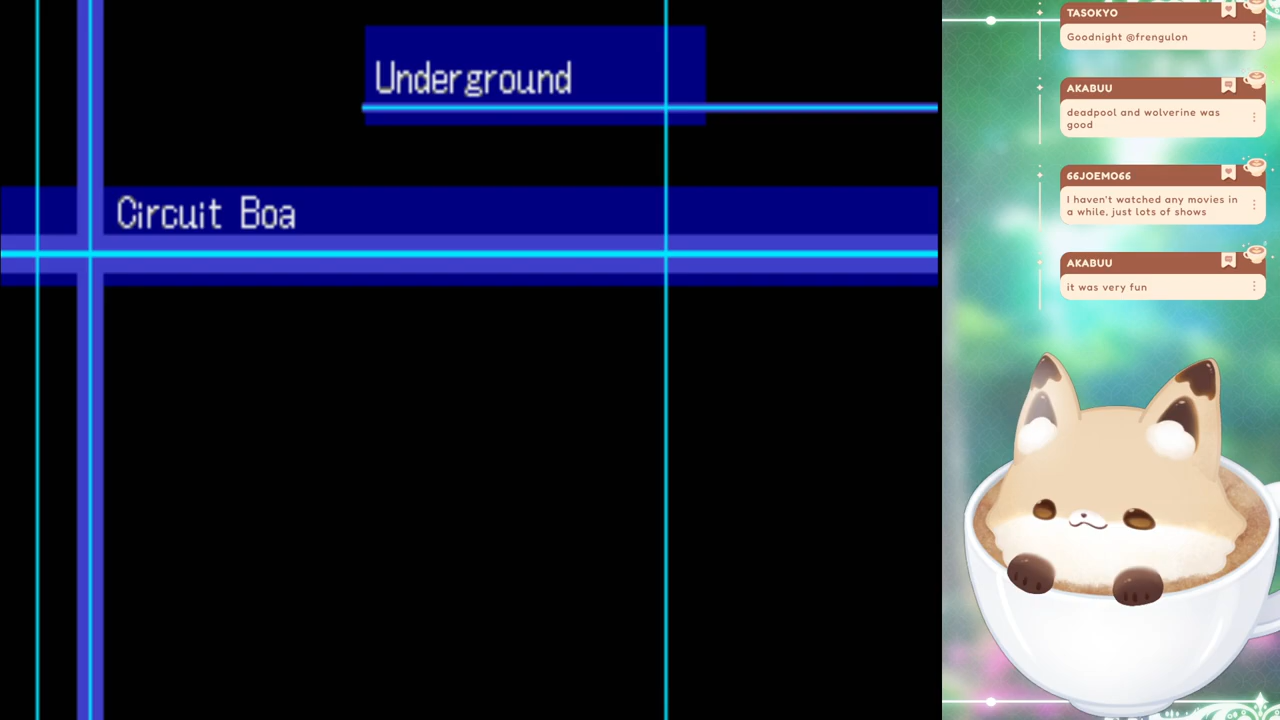 Underground
Circuit Boa
TASOKYO
Goodnight @frengulon
AKABUU
deadpool and wolverine was
good
66JOEMO66
I haven't watched any movies in
a while, just lots of shows
AKABUU
it was very fun